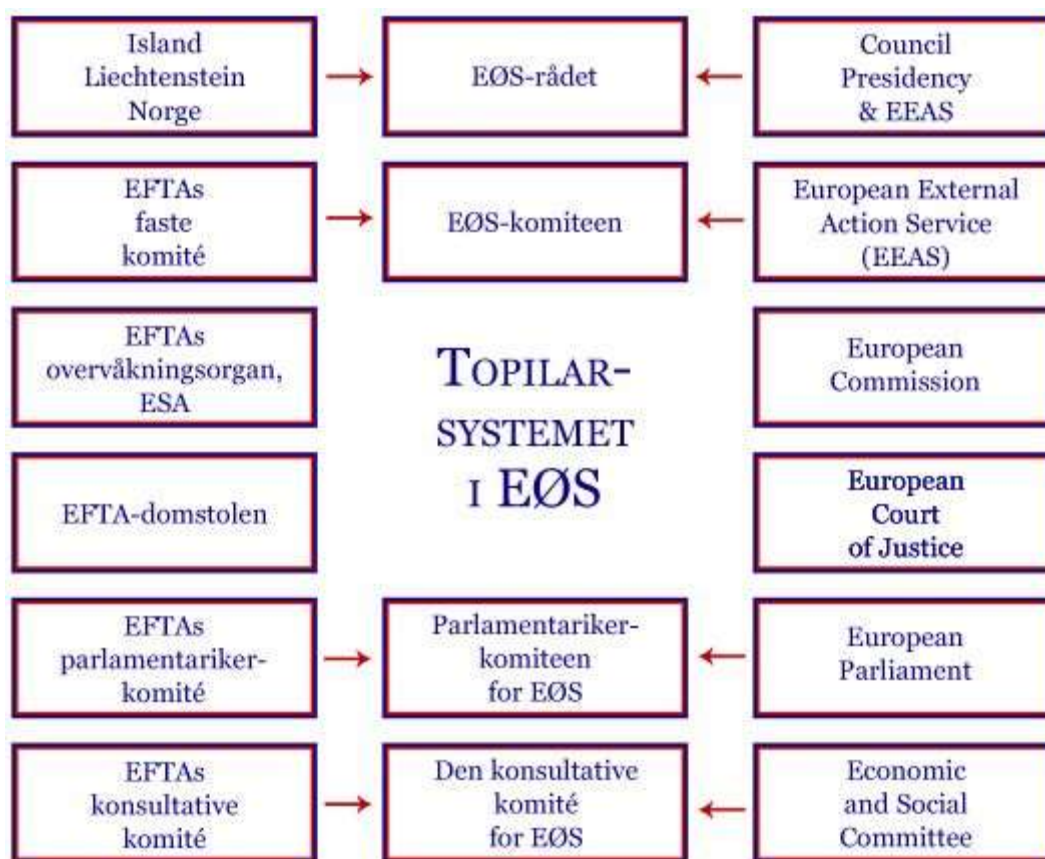 Island
Liechtenstein
Norge
EØS-rådet
Council
Presidency
& EEAS
EFTAs
faste
komité
EØS-komiteen
European External
Action Service
(EEAS)
EFTAs
overvåkningsorgan,
ESA
TOPILAR-
SYSTEMET
I EØS
European
Commission
EFTA-domstolen
European
Court
of Justice
EFTAs
parlamentariker-
komité
Parlamentariker-
komiteen
for EØS
European
Parliament
EFTAs
konsultative
komité
Den konsultative
komité
for EØS
Economic
and Social
Committee